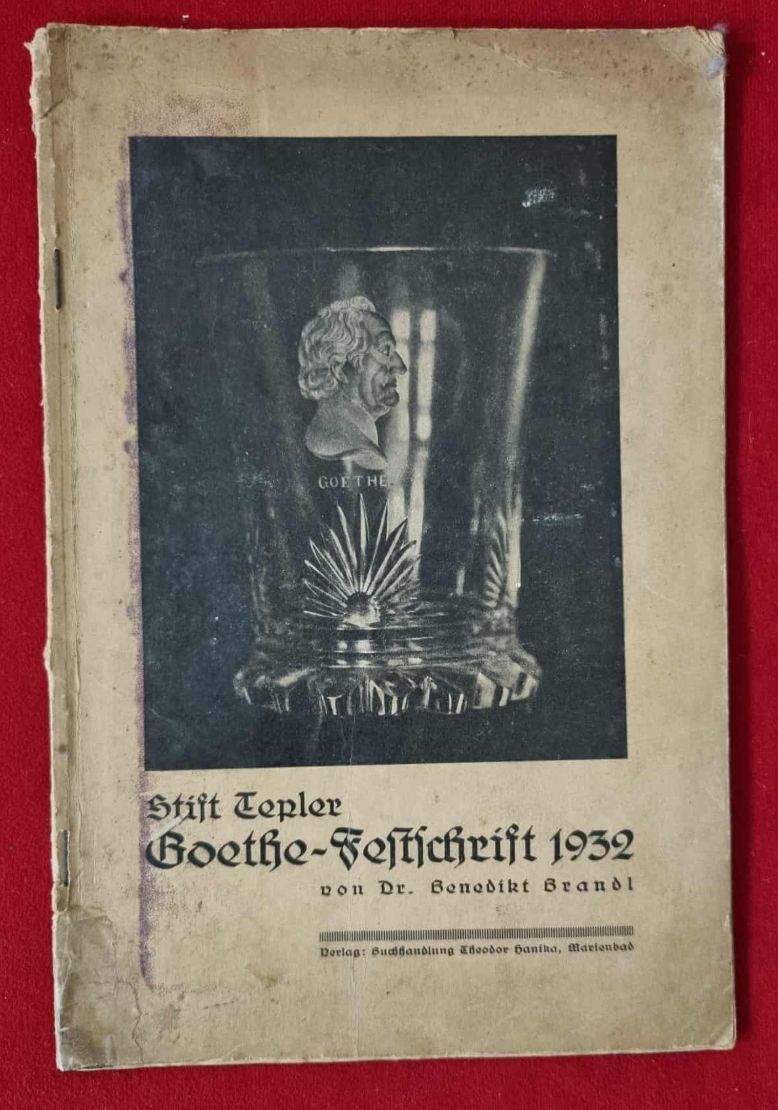 GOETHE
Stift Tepler
Goethe-Festschrift 1932
von Dr. Benedikt Brandl
Verlag: Buchhandlung Theodor Hanika, Marienbad